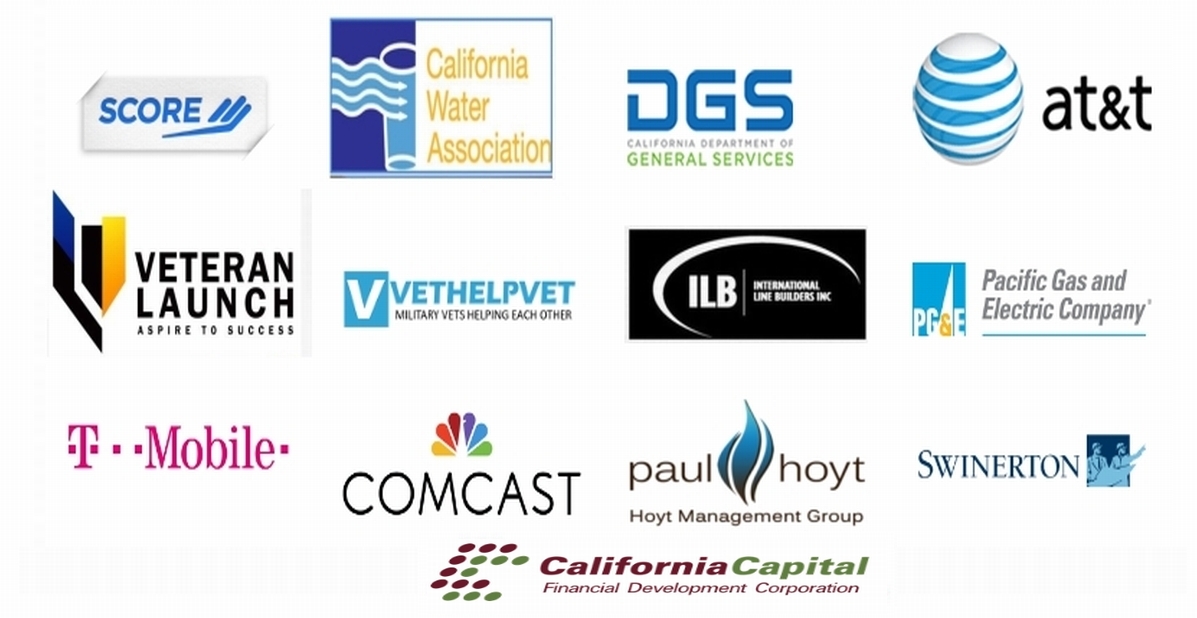 SCORE
California
Water
Association
DGS
CALIFORNIA DEPARTMENT OF
GENERAL SERVICES
at&t
VETERAN
LAUNCH
ASPIRE TO SUCCESS
V VETHELPVET
MILITARY VETS HELPING EACH OTHER
ILB
INTERNATIONAL
LINE BUILDERS INC
PG&E
Pacific Gas and
Electric Company®
T··Mobile·
COMCAST
paul hoyt
Hoyt Management Group
SWINERTON
CaliforniaCapital
Financial Development Corporation